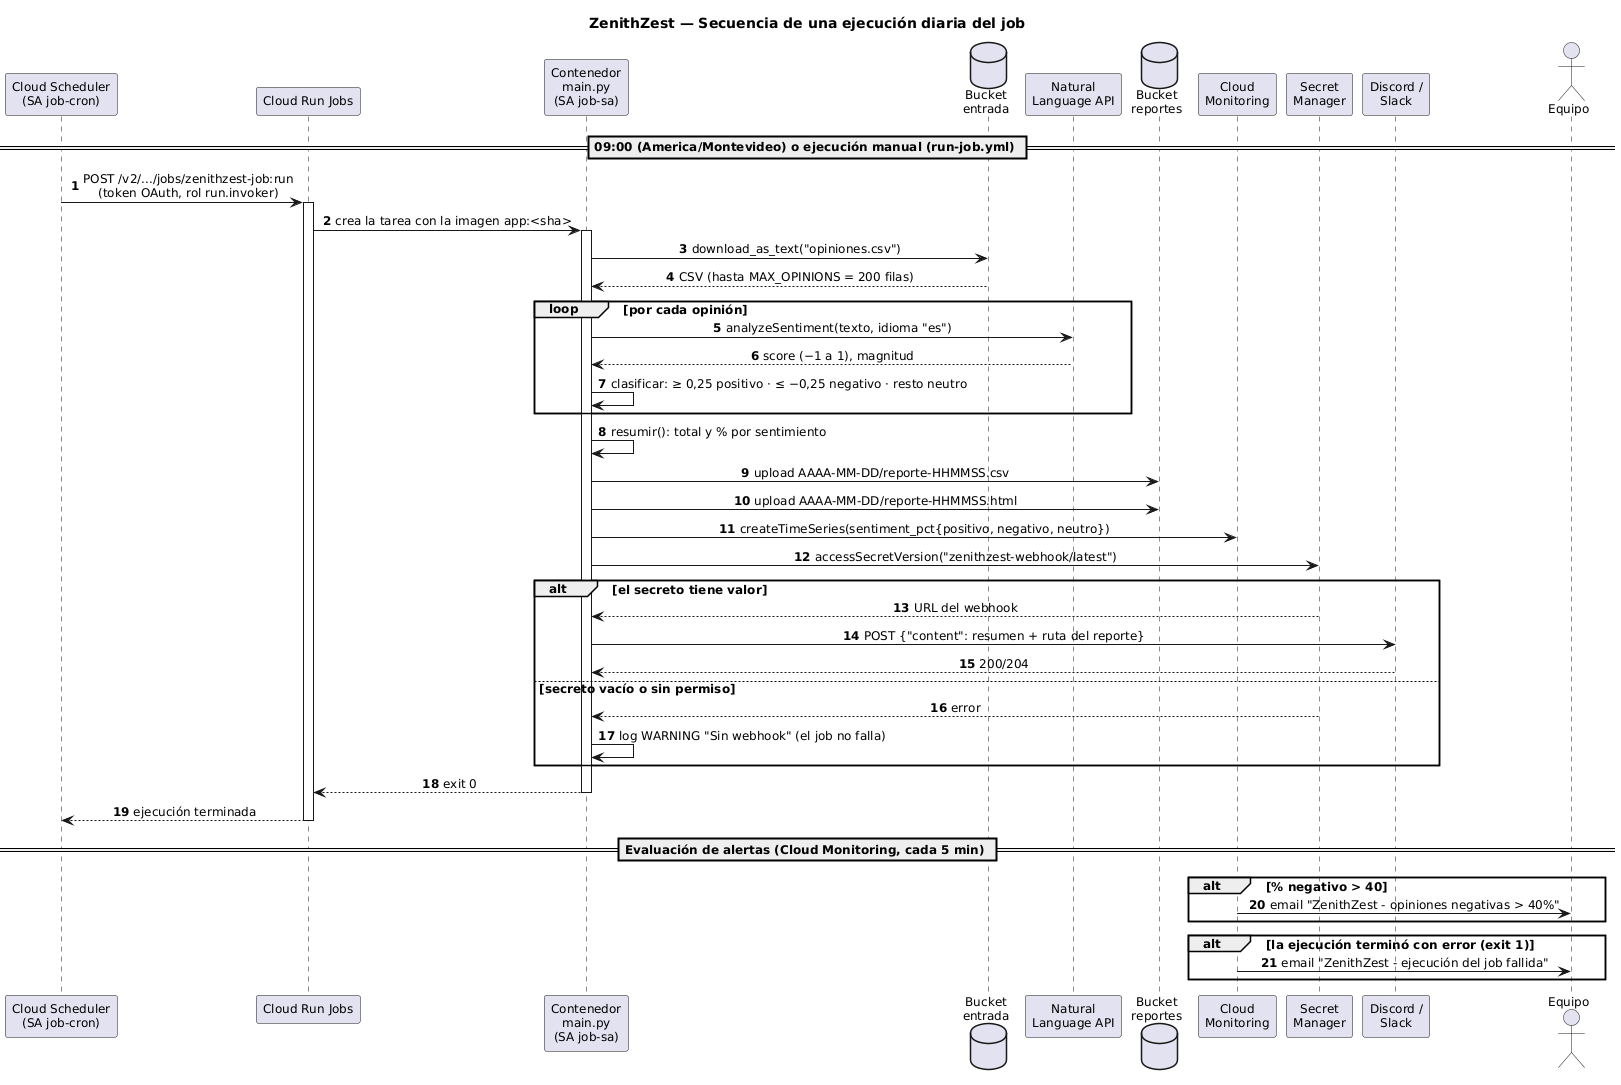 ZenithZest — Secuencia de una ejecución diaria del job
Cloud Scheduler
(SA job-cron)
Cloud Run Jobs
Contenedor
main.py
(SA job-sa)
Bucket
entrada
Natural
Language API
Bucket
reportes
Cloud
Monitoring
Secret
Manager
Discord /
Slack
Equipo
09:00 (America/Montevideo) o ejecución manual (run-job.yml)
1 POST /v2/.../jobs/zenithzest-job:run
(token OAuth, rol run.invoker)
2 crea la tarea con la imagen app:<sha>
3 download_as_text("opiniones.csv")
4 CSV (hasta MAX_OPINIONS = 200 filas)
loop [por cada opinión]
5 analyzeSentiment(texto, idioma "es")
6 score (−1 a 1), magnitud
7 clasificar: ≥ 0,25 positivo · ≤ −0,25 negativo · resto neutro
8 resumir(): total y % por sentimiento
9 upload AAAA-MM-DD/reporte-HHMMSS.csv
10 upload AAAA-MM-DD/reporte-HHMMSS.html
11 createTimeSeries(sentiment_pct{positivo, negativo, neutro})
12 accessSecretVersion("zenithzest-webhook/latest")
alt [el secreto tiene valor]
13 URL del webhook
14 POST {"content": resumen + ruta del reporte}
15 200/204
[secreto vacío o sin permiso]
16 error
17 log WARNING "Sin webhook" (el job no falla)
18 exit 0
19 ejecución terminada
Evaluación de alertas (Cloud Monitoring, cada 5 min)
alt [% negativo > 40]
20 email "ZenithZest - opiniones negativas > 40%"
alt [la ejecución terminó con error (exit 1)]
21 email "ZenithZest - ejecución del job fallida"
Cloud Scheduler
(SA job-cron)
Cloud Run Jobs
Contenedor
main.py
(SA job-sa)
Bucket
entrada
Natural
Language API
Bucket
reportes
Cloud
Monitoring
Secret
Manager
Discord /
Slack
Equipo